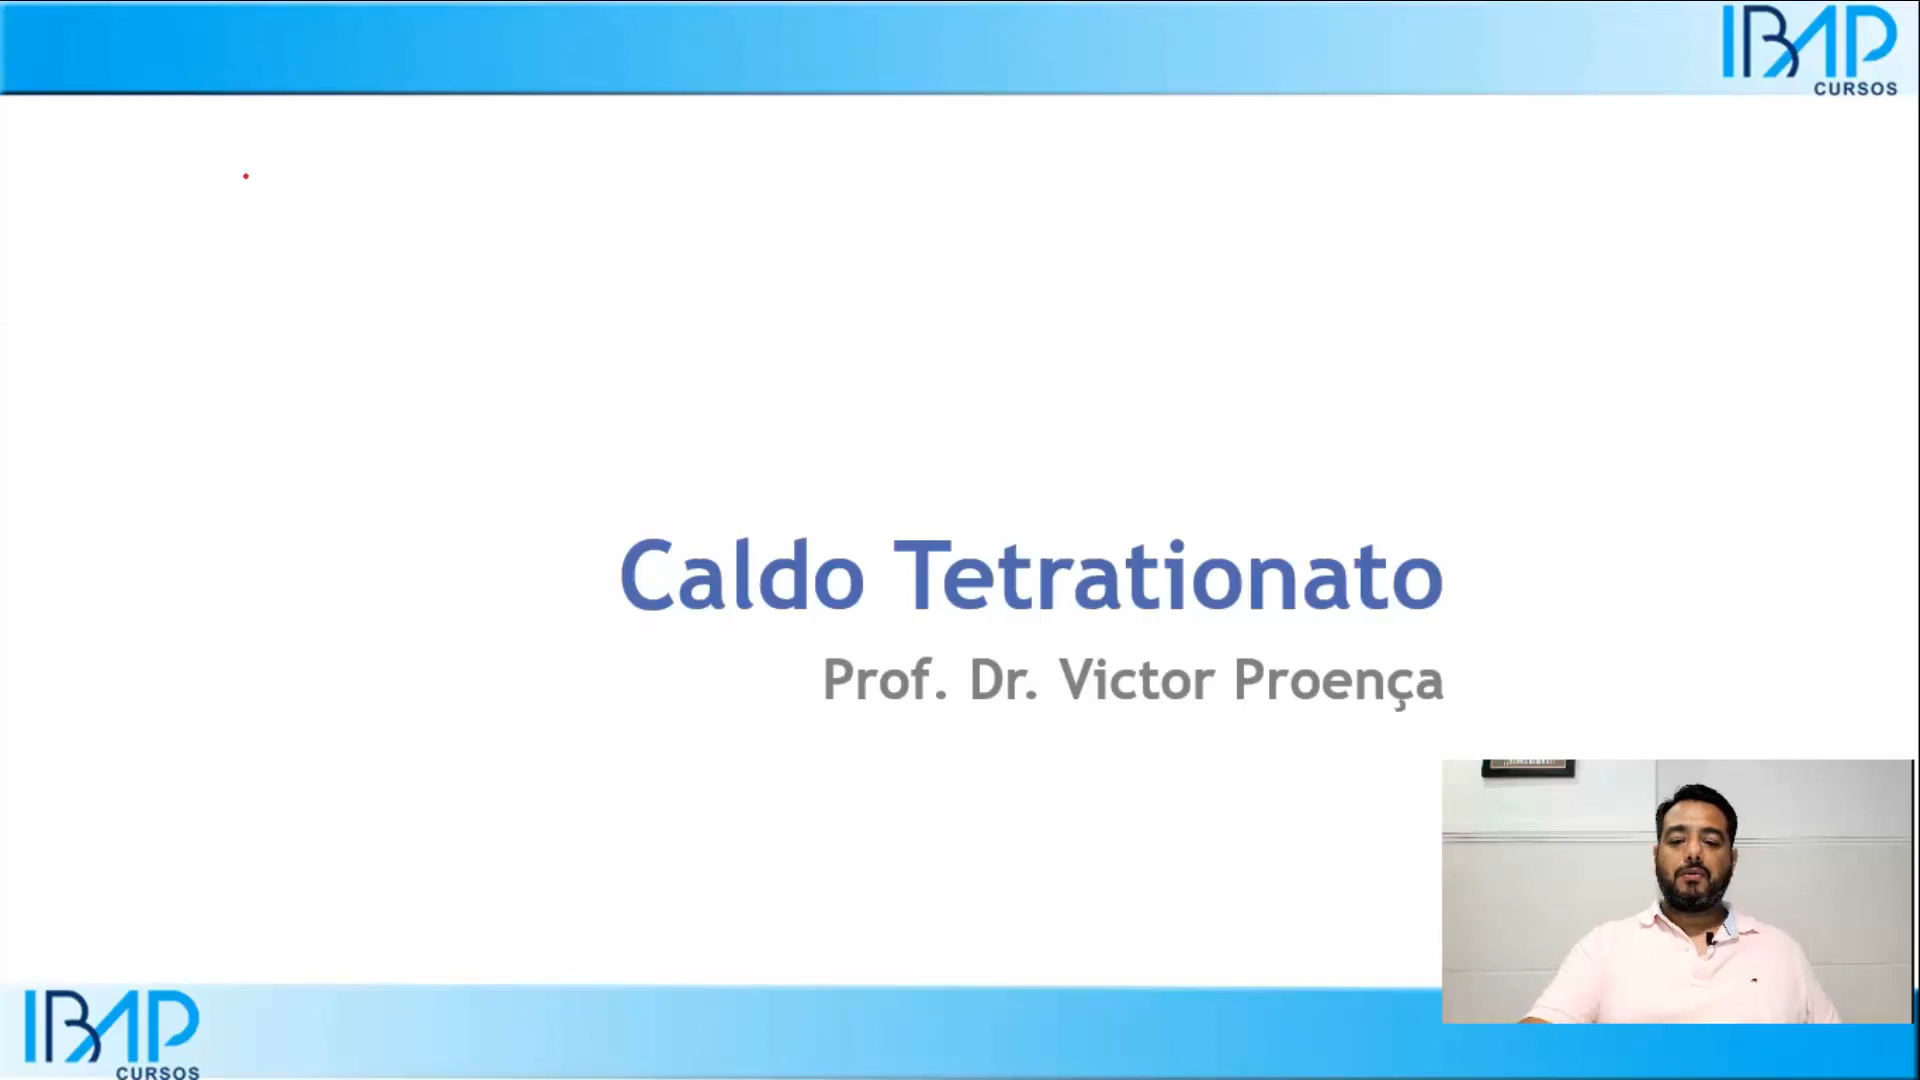 IBAP
CURSOS
Caldo Tetrationato
Prof. Dr. Victor Proença
IBAP
CURSOS